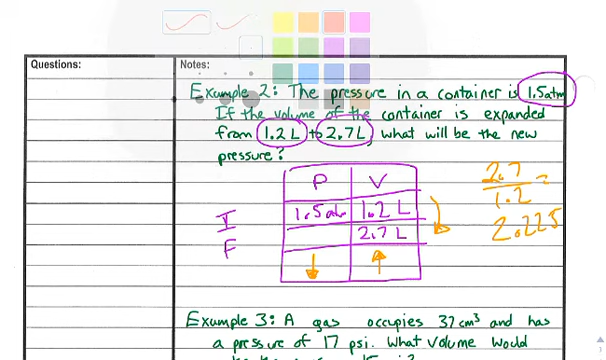 Questions:
Notes:
Example 2: The pressure in a container is 1.5atm
If the volume of the container is expanded
from 1.2 L to 2.7 L, what will be the new
pressure?
P V
I 1.5atm 1.2 L
F 2.7 L
2.7
1.2 =
2.225
Example 3: A gas occupies 37 cm³ and has
a pressure of 17 psi. What volume would